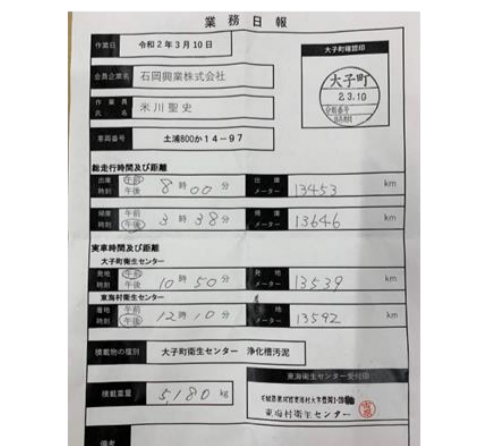 業務日報
作業日 令和2年3月10日
大子町確認印
大子町
2.3.10
会員企業名 石岡興業株式会社
作業員氏名 米川聖史
車両番号 土浦800か14-97
総走行時間及び距離
出庫時刻 午前 午後 8時00分 出庫メーター 13453 km
帰庫時刻 午前 午後 3時38分 帰庫メーター 13646 km
実車時間及び距離
大子町衛生センター
発地時刻 午前 午後 10時50分 発地メーター 13539 km
東海村衛生センター
着地時刻 午前 午後 12時10分 地メーター 13592 km
積載物の種別 大子町衛生センター 浄化槽汚泥
東海衛生センター受付印
積載重量 5,180 kg
東海村衛生センター
備考